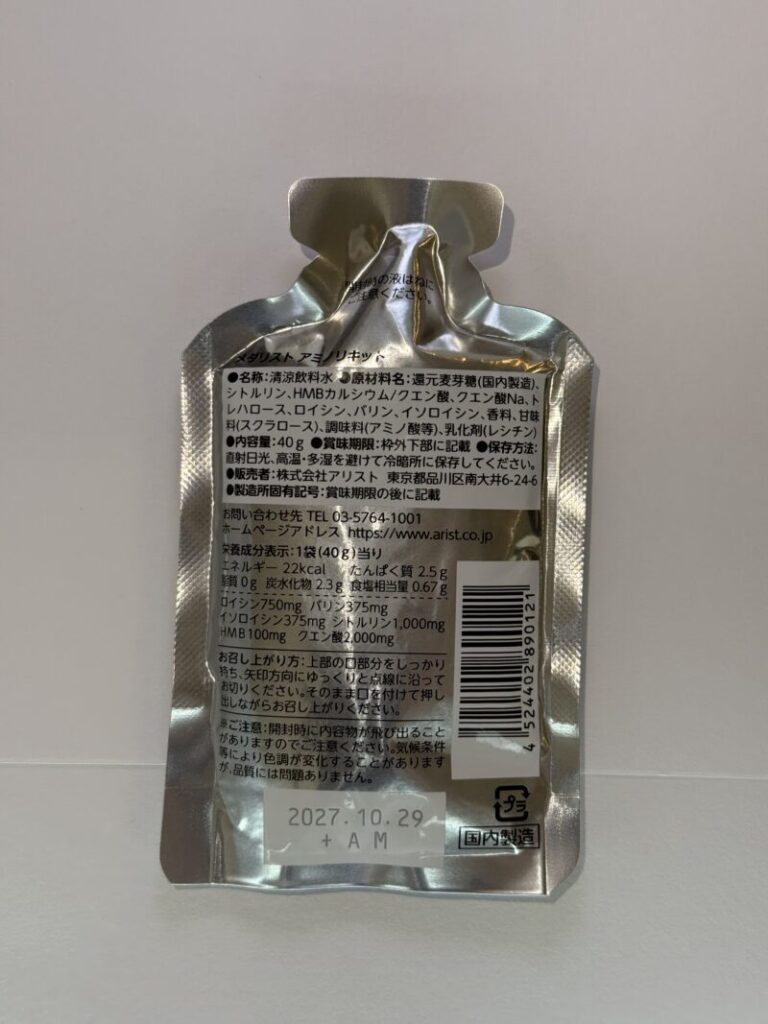 開封時の液はねに
ご注意ください。
メダリスト アミノリキット
●名称:清涼飲料水 ●原材料名:還元麦芽糖(国内製造)、
シトルリン、HMBカルシウム/クエン酸、クエン酸Na、ト
レハロース、ロイシン、バリン、イソロイシン、香料、甘味
料(スクラロース)、調味料(アミノ酸等)、乳化剤(レシチン)
●内容量:40g ●賞味期限:枠外下部に記載 ●保存方法:
直射日光、高温・多湿を避けて冷暗所に保存してください。
●販売者:株式会社アリスト 東京都品川区南大井6-24-6
●製造所固有記号:賞味期限の後に記載
お問い合わせ先 TEL 03-5764-1001
ホームページアドレス https://www.arist.co.jp
栄養成分表示:1袋(40g)当り
エネルギー 22kcal たんぱく質 2.5g
脂質 0g 炭水化物 2.3g 食塩相当量 0.67g
ロイシン750mg バリン375mg
イソロイシン375mg シトルリン1,000mg
HMB100mg クエン酸2,000mg
お召し上がり方:上部の口部分をしっかり
持ち、矢印方向にゆっくりと点線に沿って
お切りください。そのまま口を付けて押し
出しながらお召し上がりください。
※ご注意:開封時に内容物が飛び出ること
がありますのでご注意ください。気候条件
等により色調が変化することがあります
が、品質には問題ありません。
4 524402 890121
プラ
国内製造
2027.10.29
+ A M